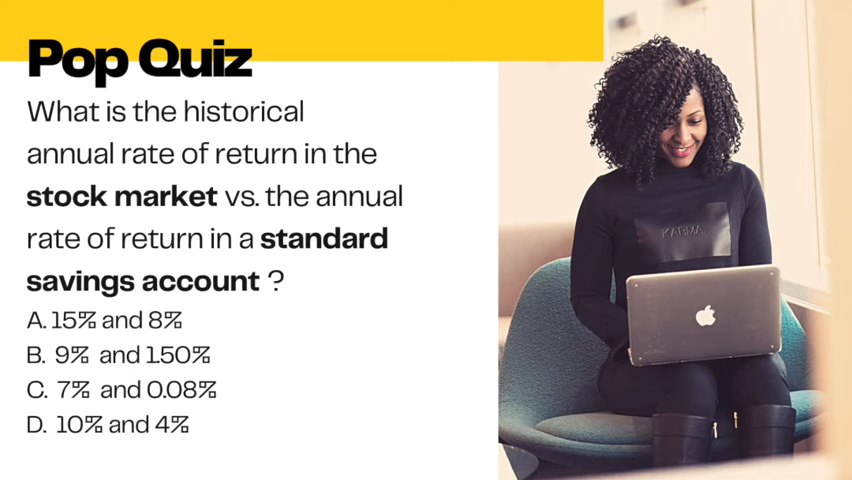 Pop Quiz
What is the historical
annual rate of return in the
stock market vs. the annual
rate of return in a standard
savings account ?
A. 15% and 8%
B. 9% and 1.50%
C. 7% and 0.08%
D. 10% and 4%
KARMA